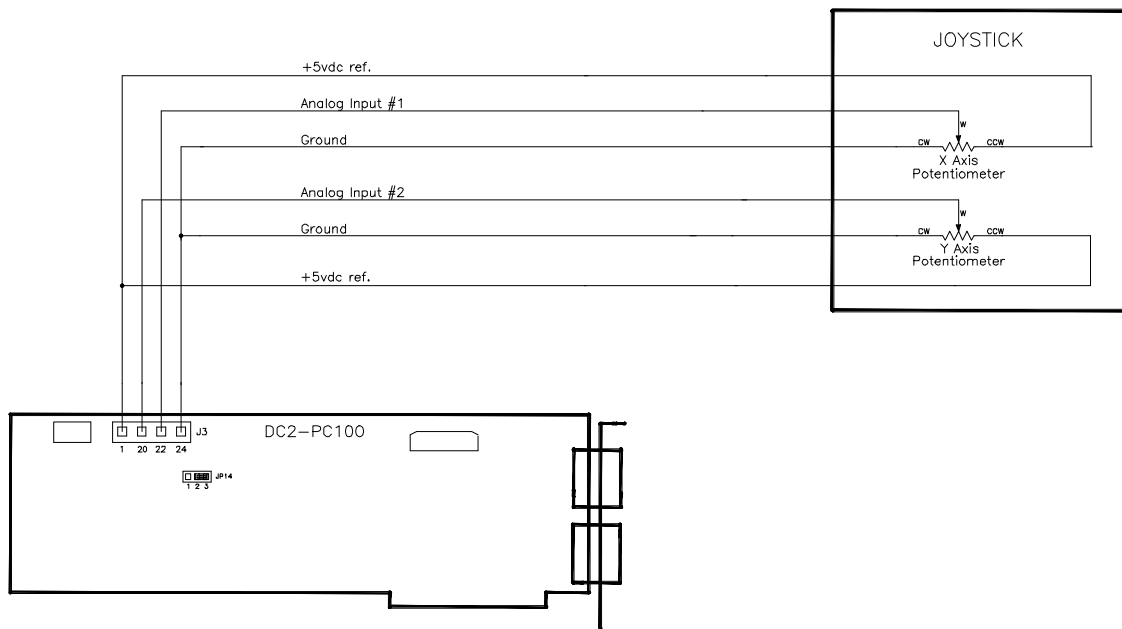 JOYSTICK
+5vdc ref.
Analog Input #1
W
Ground
CW
CCW
X Axis
Potentiometer
Analog Input #2
W
Ground
CW
CCW
Y Axis
Potentiometer
+5vdc ref.
J3
DC2-PC100
1 20 22 24
JP14
1 2 3